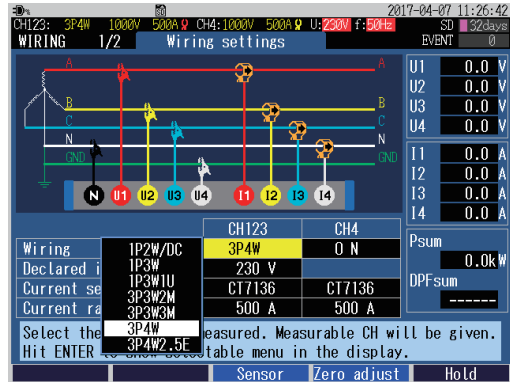 2017-04-07 11:26:42
CH123: 3P4W 1000V 500A CH4:1000V 500A U:230V f:50Hz SD 32days
WIRING 1/2 Wiring settings EVENT 0
A A
B B
C C
N N
GND GND
N U1 U2 U3 U4 I1 I2 I3 I4
U1 0.0 V
U2 0.0 V
U3 0.0 V
U4 0.0 V
I1 0.0 A
I2 0.0 A
I3 0.0 A
I4 0.0 A
Psum
0.0kW
DPFsum
------
CH123 CH4
Wiring 3P4W O N
Declared i 230 V
Current se CT7136 CT7136
Current ra 500 A 500 A
1P2W/DC
1P3W
1P3W1U
3P3W2M
3P3W3M
3P4W
3P4W2.5E
Select the easured. Measurable CH will be given.
Hit ENTER table menu in the display.
Sensor Zero adjust Hold